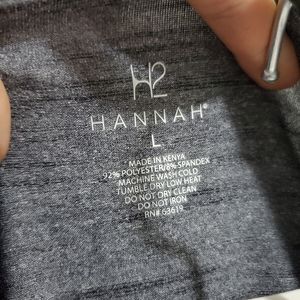 H2
HANNAH®
L
MADE IN KENYA
92% POLYESTER/8% SPANDEX
MACHINE WASH COLD
TUMBLE DRY LOW HEAT
DO NOT DRY CLEAN
DO NOT IRON
RN# 63619